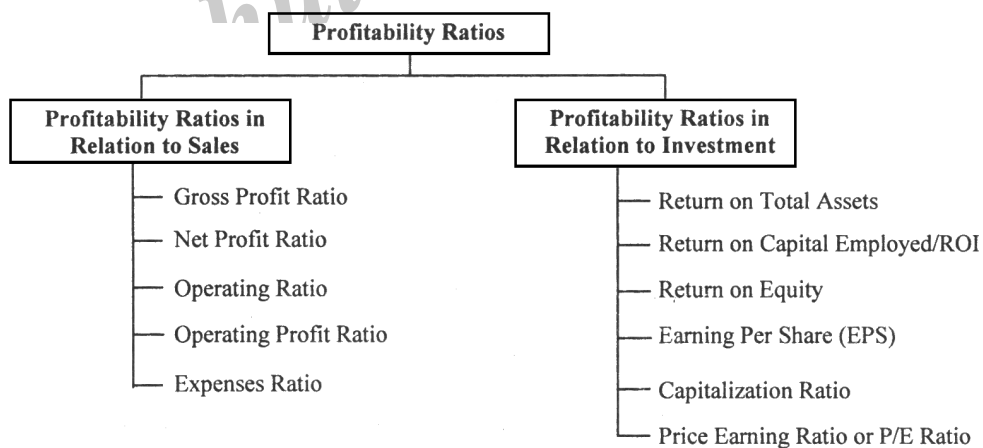 Profitability Ratios
Profitability Ratios in
Relation to Sales
Gross Profit Ratio
Net Profit Ratio
Operating Ratio
Operating Profit Ratio
Expenses Ratio
Profitability Ratios in
Relation to Investment
Return on Total Assets
Return on Capital Employed/ROI
Return on Equity
Earning Per Share (EPS)
Capitalization Ratio
Price Earning Ratio or P/E Ratio